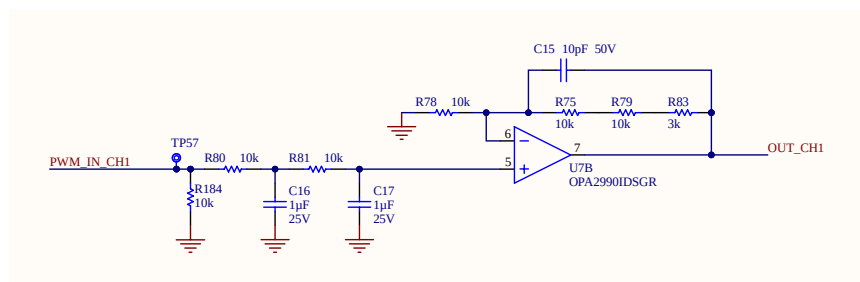 C15 10pF 50V
R78 10k
R75
10k
R79
10k
R83
3k
6
5
7
U7B
OPA2990IDSGR
OUT_CH1
TP57
PWM_IN_CH1
R80 10k
R81 10k
R184
10k
C16
1µF
25V
C17
1µF
25V